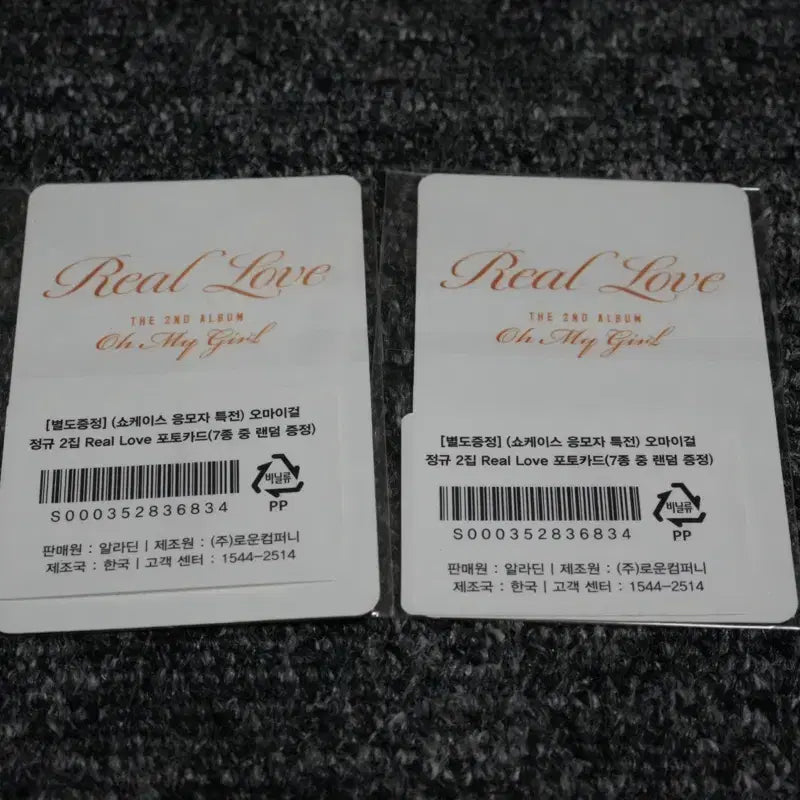 Real Love
THE 2ND ALBUM
Oh My Girl
[별도증정] (쇼케이스 응모자 특전) 오마이걸
정규 2집 Real Love 포토카드(7종 중 랜덤 증정)
비닐류
PP
S000352836834
판매원 : 알라딘 | 제조원 : (주)로운컴퍼니
제조국 : 한국 | 고객 센터 : 1544-2514
Real Love
THE 2ND ALBUM
Oh My Girl
[별도증정] (쇼케이스 응모자 특전) 오마이걸
정규 2집 Real Love 포토카드(7종 중 랜덤 증정)
비닐류
PP
S000352836834
판매원 : 알라딘 | 제조원 : (주)로운컴퍼니
제조국 : 한국 | 고객 센터 : 1544-2514